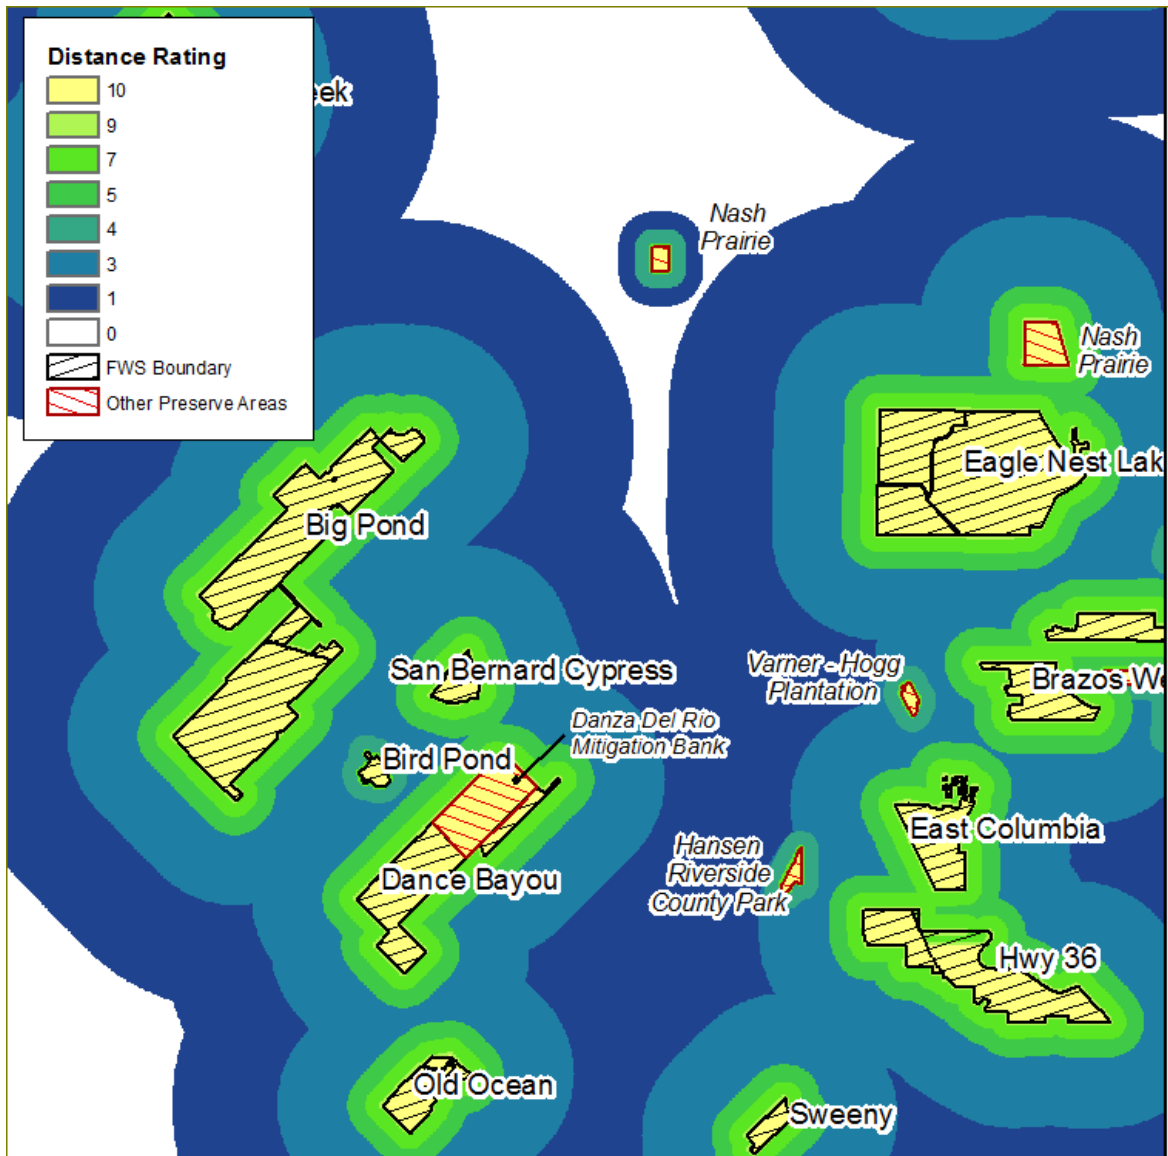 Distance Rating
10
9
7
5
4
3
1
0
FWS Boundary
Other Preserve Areas
eek
Nash
Prairie
Nash
Prairie
Eagle Nest Lak
Big Pond
San Bernard Cypress
Varner - Hogg
Plantation
Brazos We
Danza Del Rio
Mitigation Bank
Bird Pond
East Columbia
Hansen
Riverside
County Park
Dance Bayou
Hwy 36
Old Ocean
Sweeny